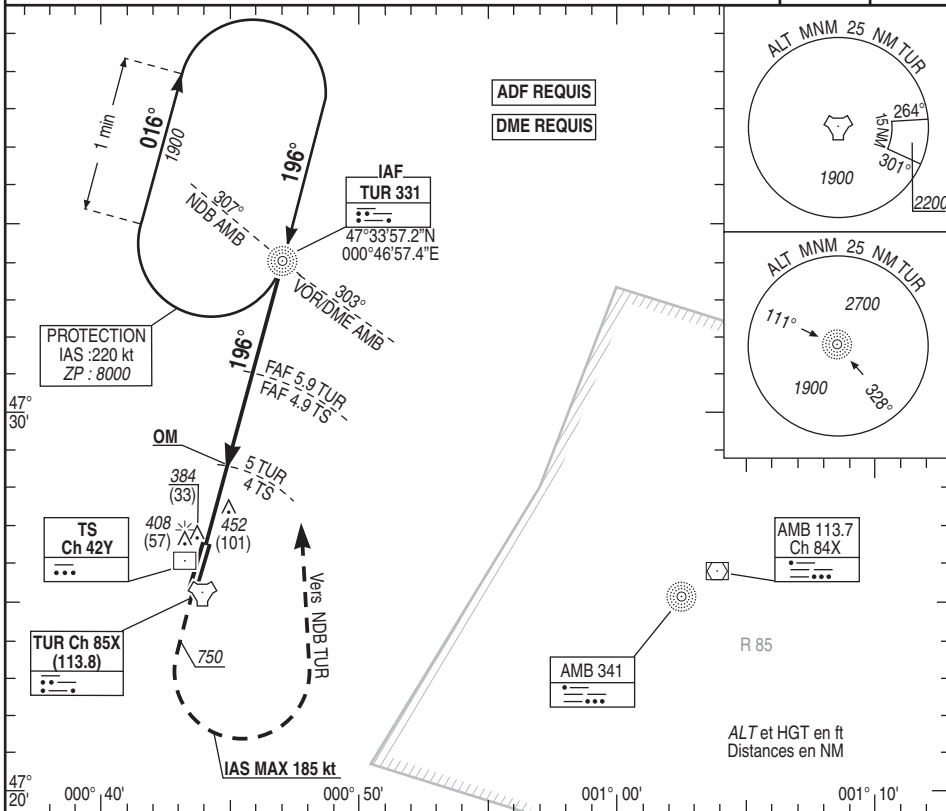 ADF REQUIS
DME REQUIS
1 min
016°
1900
196°
307°
NDB AMB
IAF
TUR 331
47°33'57.2"N
000°46'57.4"E
303°
VOR/DME AMB
PROTECTION
IAS :220 kt
ZP : 8000
196°
FAF 5.9 TUR
FAF 4.9 TS
47°
30'
OM
5 TUR
4 TS
384
(33)
408
(57)
452
(101)
TS
Ch 42Y
TUR Ch 85X
(113.8)
750
Vers NDB TUR
IAS MAX 185 kt
ALT MNM 25 NM TUR
264°
15 NM
301°
1900
2200
ALT MNM 25 NM TUR
2700
111°
1900
328°
AMB 113.7
Ch 84X
AMB 341
R 85
ALT et HGT en ft
Distances en NM
47°
20'
000° 40'
000° 50'
001° 00'
001° 10'